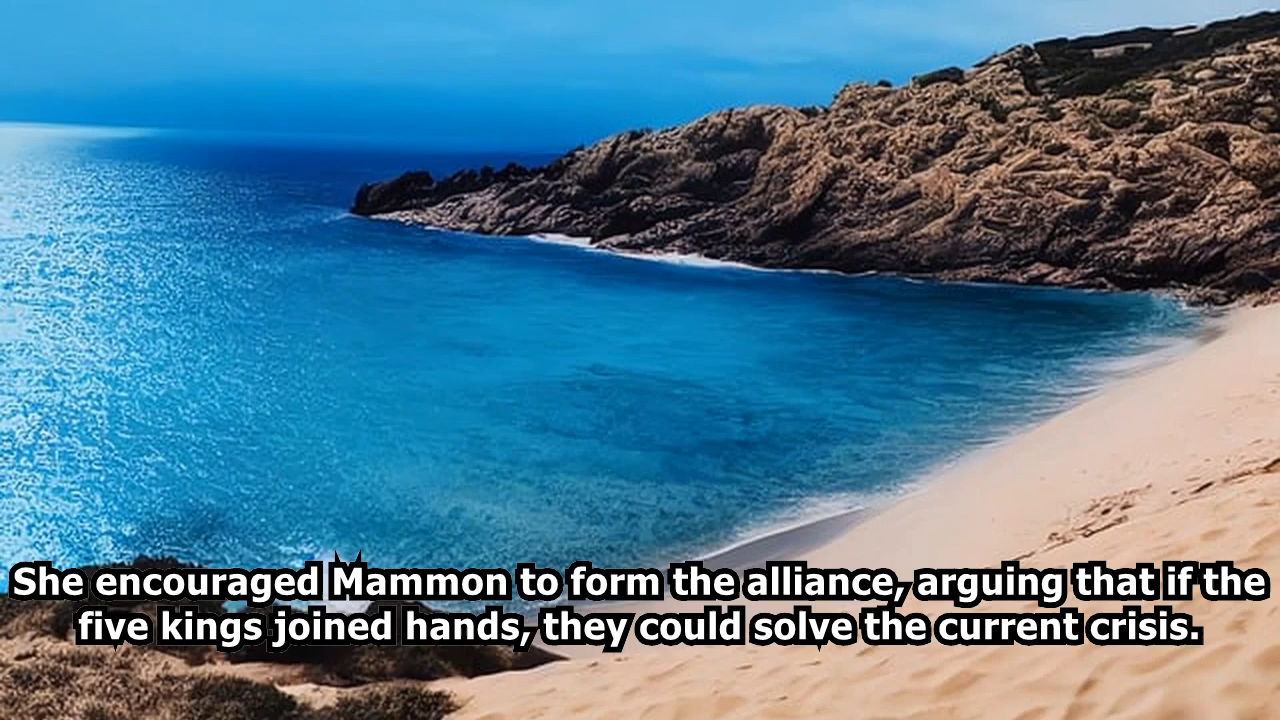 She encouraged Mammon to form the alliance, arguing that if the
five kings joined hands, they could solve the current crisis.